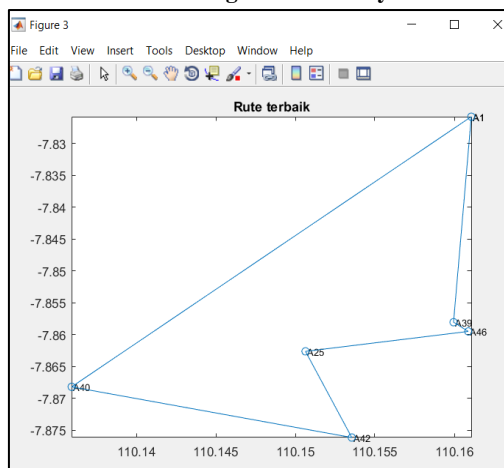 Figure 3
File Edit View Insert Tools Desktop Window Help
Rute terbaik
A1
-7.83
-7.835
-7.84
-7.845
-7.85
-7.855
A39
-7.86
A46
A25
-7.865
A40
-7.87
-7.875
A42
110.14 110.145 110.15 110.155 110.16